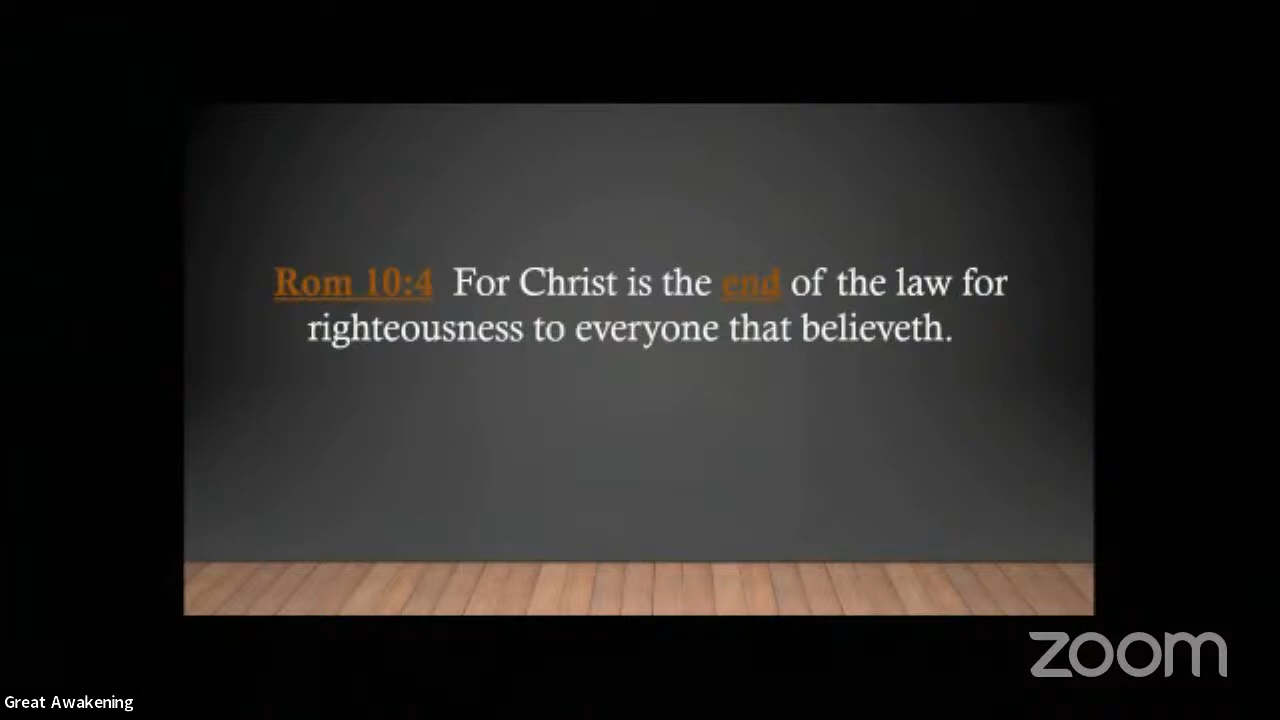 Rom 10:4 For Christ is the end of the law for
righteousness to everyone that believeth.
zoom
Great Awakening